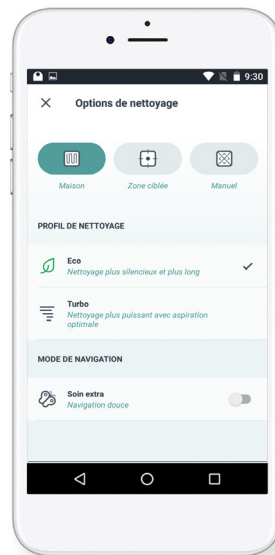 9:30
Options de nettoyage
Maison
Zone ciblée
Manuel
PROFIL DE NETTOYAGE
Eco
Nettoyage plus silencieux et plus long
Turbo
Nettoyage plus puissant avec aspiration
optimale
MODE DE NAVIGATION
Soin extra
Navigation douce